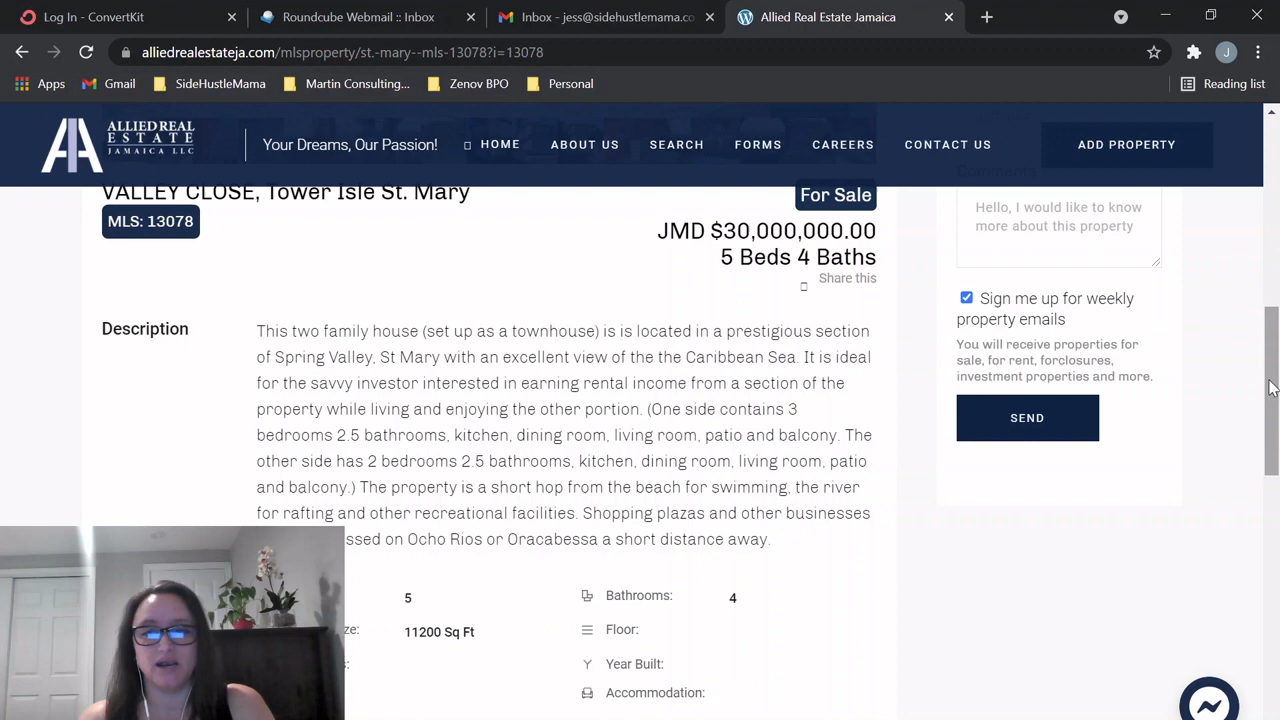 Log In - ConvertKit
Roundcube Webmail :: Inbox
Inbox - jess@sidehustlemama.co
Allied Real Estate Jamaica
alliedrealestateja.com/mlsproperty/st.-mary--mls-13078?i=13078
J
Apps
Gmail
SideHustleMama
Martin Consulting...
Zenov BPO
Personal
Reading list
ALLIEDREAL
ESTATE
JAMAICA LLC
Your Dreams, Our Passion!
HOME
ABOUT US
SEARCH
FORMS
CAREERS
CONTACT US
ADD PROPERTY
Comments
VALLEY CLOSE, Tower Isle St. Mary
MLS: 13078
For Sale
JMD $30,000,000.00
5 Beds 4 Baths
Share this
Hello, I would like to know
more about this property
Sign me up for weekly
property emails
You will receive properties for
sale, for rent, forclosures,
investment properties and more.
SEND
Description
This two family house (set up as a townhouse) is is located in a prestigious section
of Spring Valley, St Mary with an excellent view of the the Caribbean Sea. It is ideal
for the savvy investor interested in earning rental income from a section of the
property while living and enjoying the other portion. (One side contains 3
bedrooms 2.5 bathrooms, kitchen, dining room, living room, patio and balcony. The
other side has 2 bedrooms 2.5 bathrooms, kitchen, dining room, living room, patio
and balcony.) The property is a short hop from the beach for swimming, the river
for rafting and other recreational facilities. Shopping plazas and other businesses
ssed on Ocho Rios or Oracabessa a short distance away.
5
Bathrooms:
4
ze:
11200 Sq Ft
Floor:
s:
Year Built:
Accommodation: